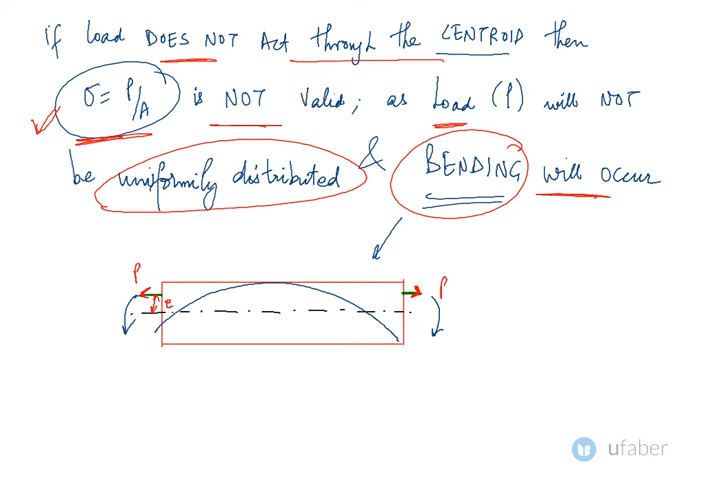 if Load DOES NOT Act through the CENTROID then
σ = P/A is NOT Valid; as Load (P) will NOT
be uniformily distributed & BENDING will occur
P e P
ufaber